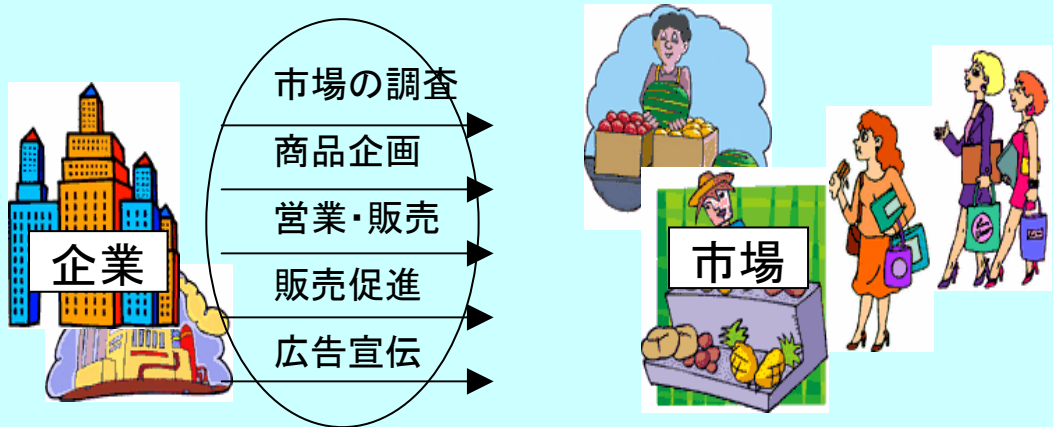 市場の調査
商品企画
営業・販売
販売促進
広告宣伝
企業
市場